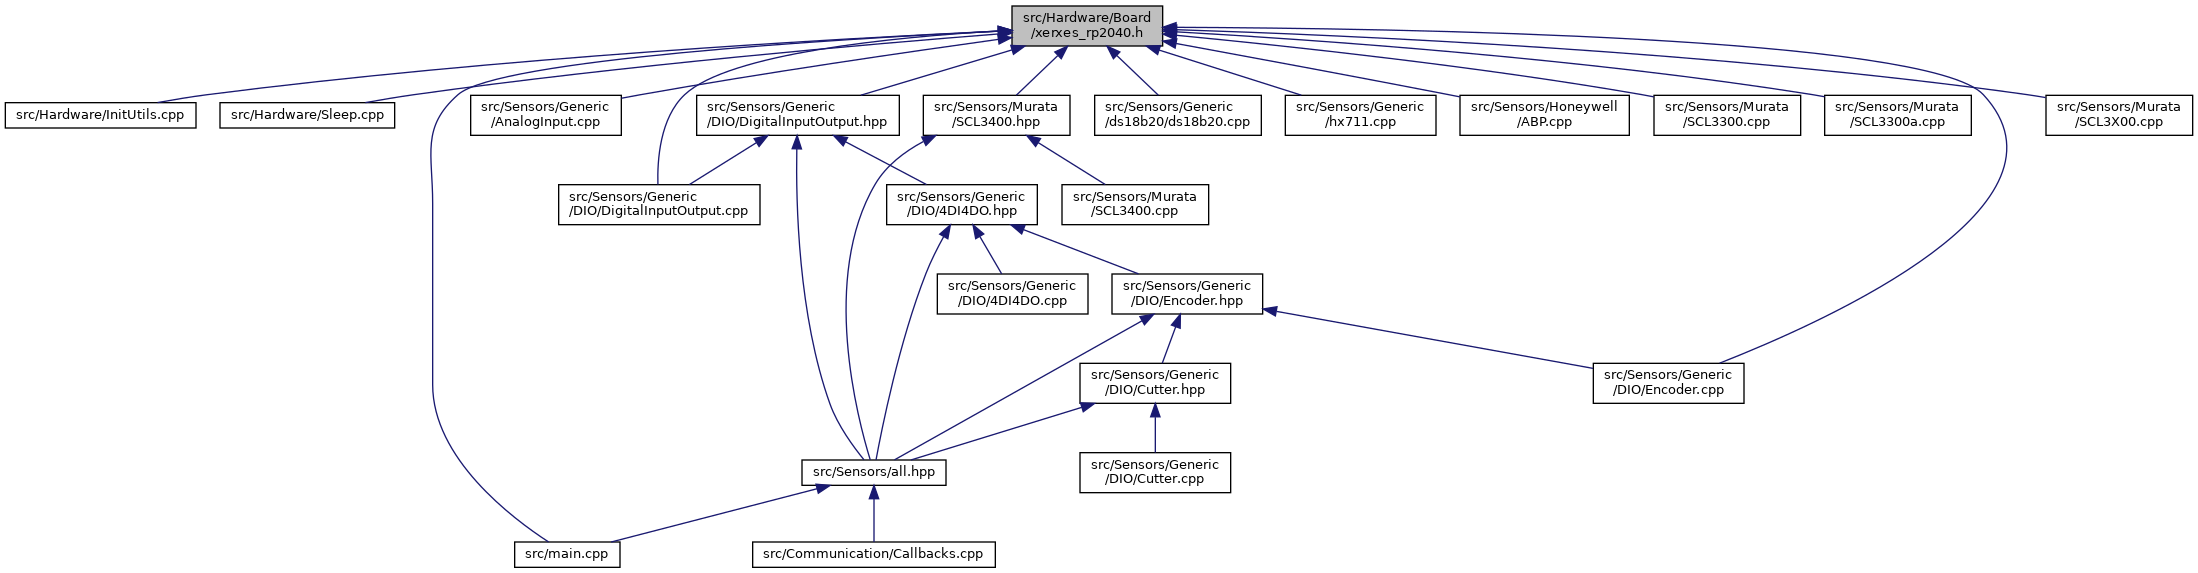 src/Hardware/Board
/xerxes_rp2040.h
src/Hardware/InitUtils.cpp
src/Hardware/Sleep.cpp
src/Sensors/Generic
/AnalogInput.cpp
src/Sensors/Generic
/DIO/DigitalInputOutput.hpp
src/Sensors/Murata
/SCL3400.hpp
src/Sensors/Generic
/ds18b20/ds18b20.cpp
src/Sensors/Generic
/hx711.cpp
src/Sensors/Honeywell
/ABP.cpp
src/Sensors/Murata
/SCL3300.cpp
src/Sensors/Murata
/SCL3300a.cpp
src/Sensors/Murata
/SCL3X00.cpp
src/Sensors/Generic
/DIO/DigitalInputOutput.cpp
src/Sensors/Generic
/DIO/4DI4DO.hpp
src/Sensors/Murata
/SCL3400.cpp
src/Sensors/Generic
/DIO/4DI4DO.cpp
src/Sensors/Generic
/DIO/Encoder.hpp
src/Sensors/Generic
/DIO/Cutter.hpp
src/Sensors/Generic
/DIO/Encoder.cpp
src/Sensors/all.hpp
src/Sensors/Generic
/DIO/Cutter.cpp
src/main.cpp
src/Communication/Callbacks.cpp